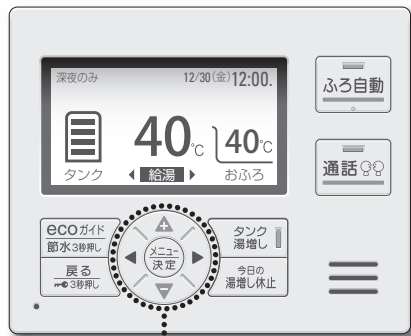 深夜のみ 12/30(金)12:00.
40℃ 40℃
タンク 給湯 おふろ
ふろ自動
通話
ecoガイド
節水3秒押し
戻る
3秒押し
メニュー
決定
タンク
湯増し
今日の
湯増し休止